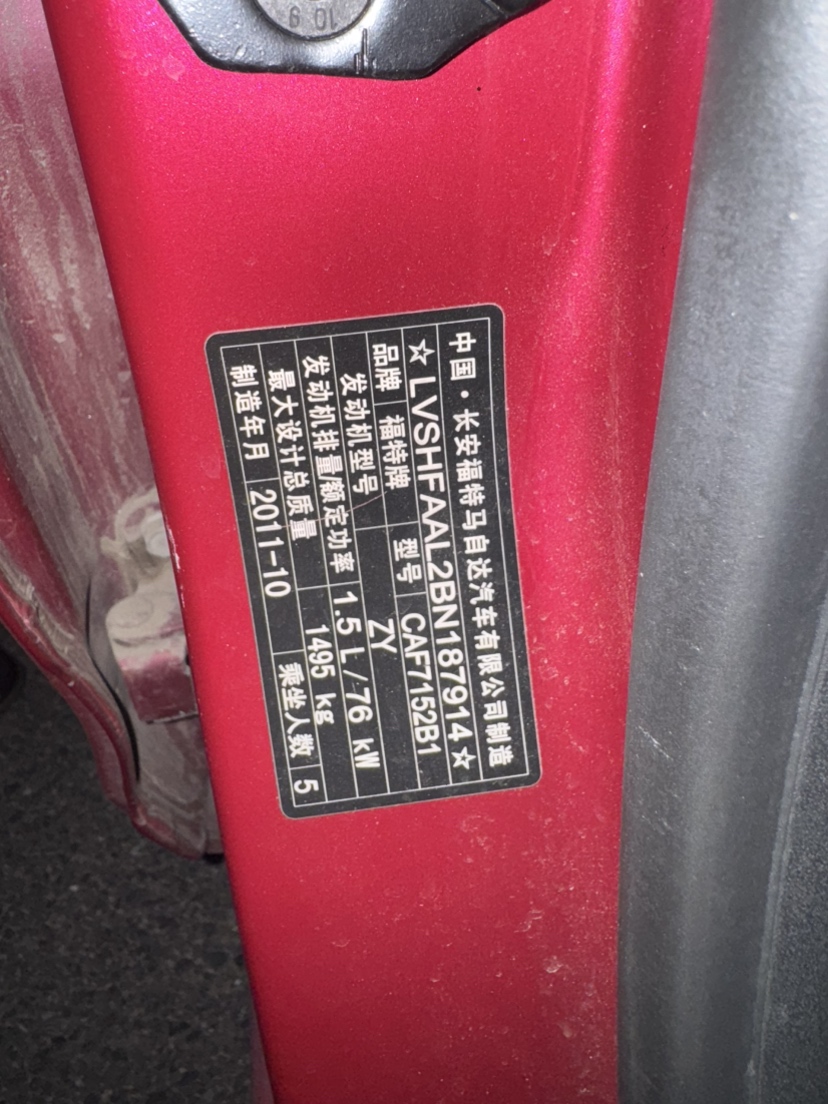 10 9
中国·长安福特马自达汽车有限公司制造
☆LVSHFAAL2BN187914☆
品牌 福特牌 型号 CAF7152B1
发动机型号 ZY
发动机排量/额定功率 1.5 L / 76 kW
最大设计总质量 1495 kg
制造年月 2011-10 乘坐人数 5